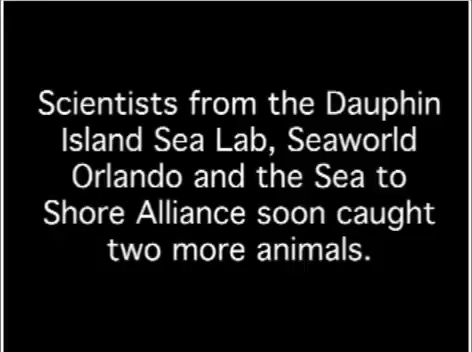 Scientists from the Dauphin
Island Sea Lab, Seaworld
Orlando and the Sea to
Shore Alliance soon caught
two more animals.